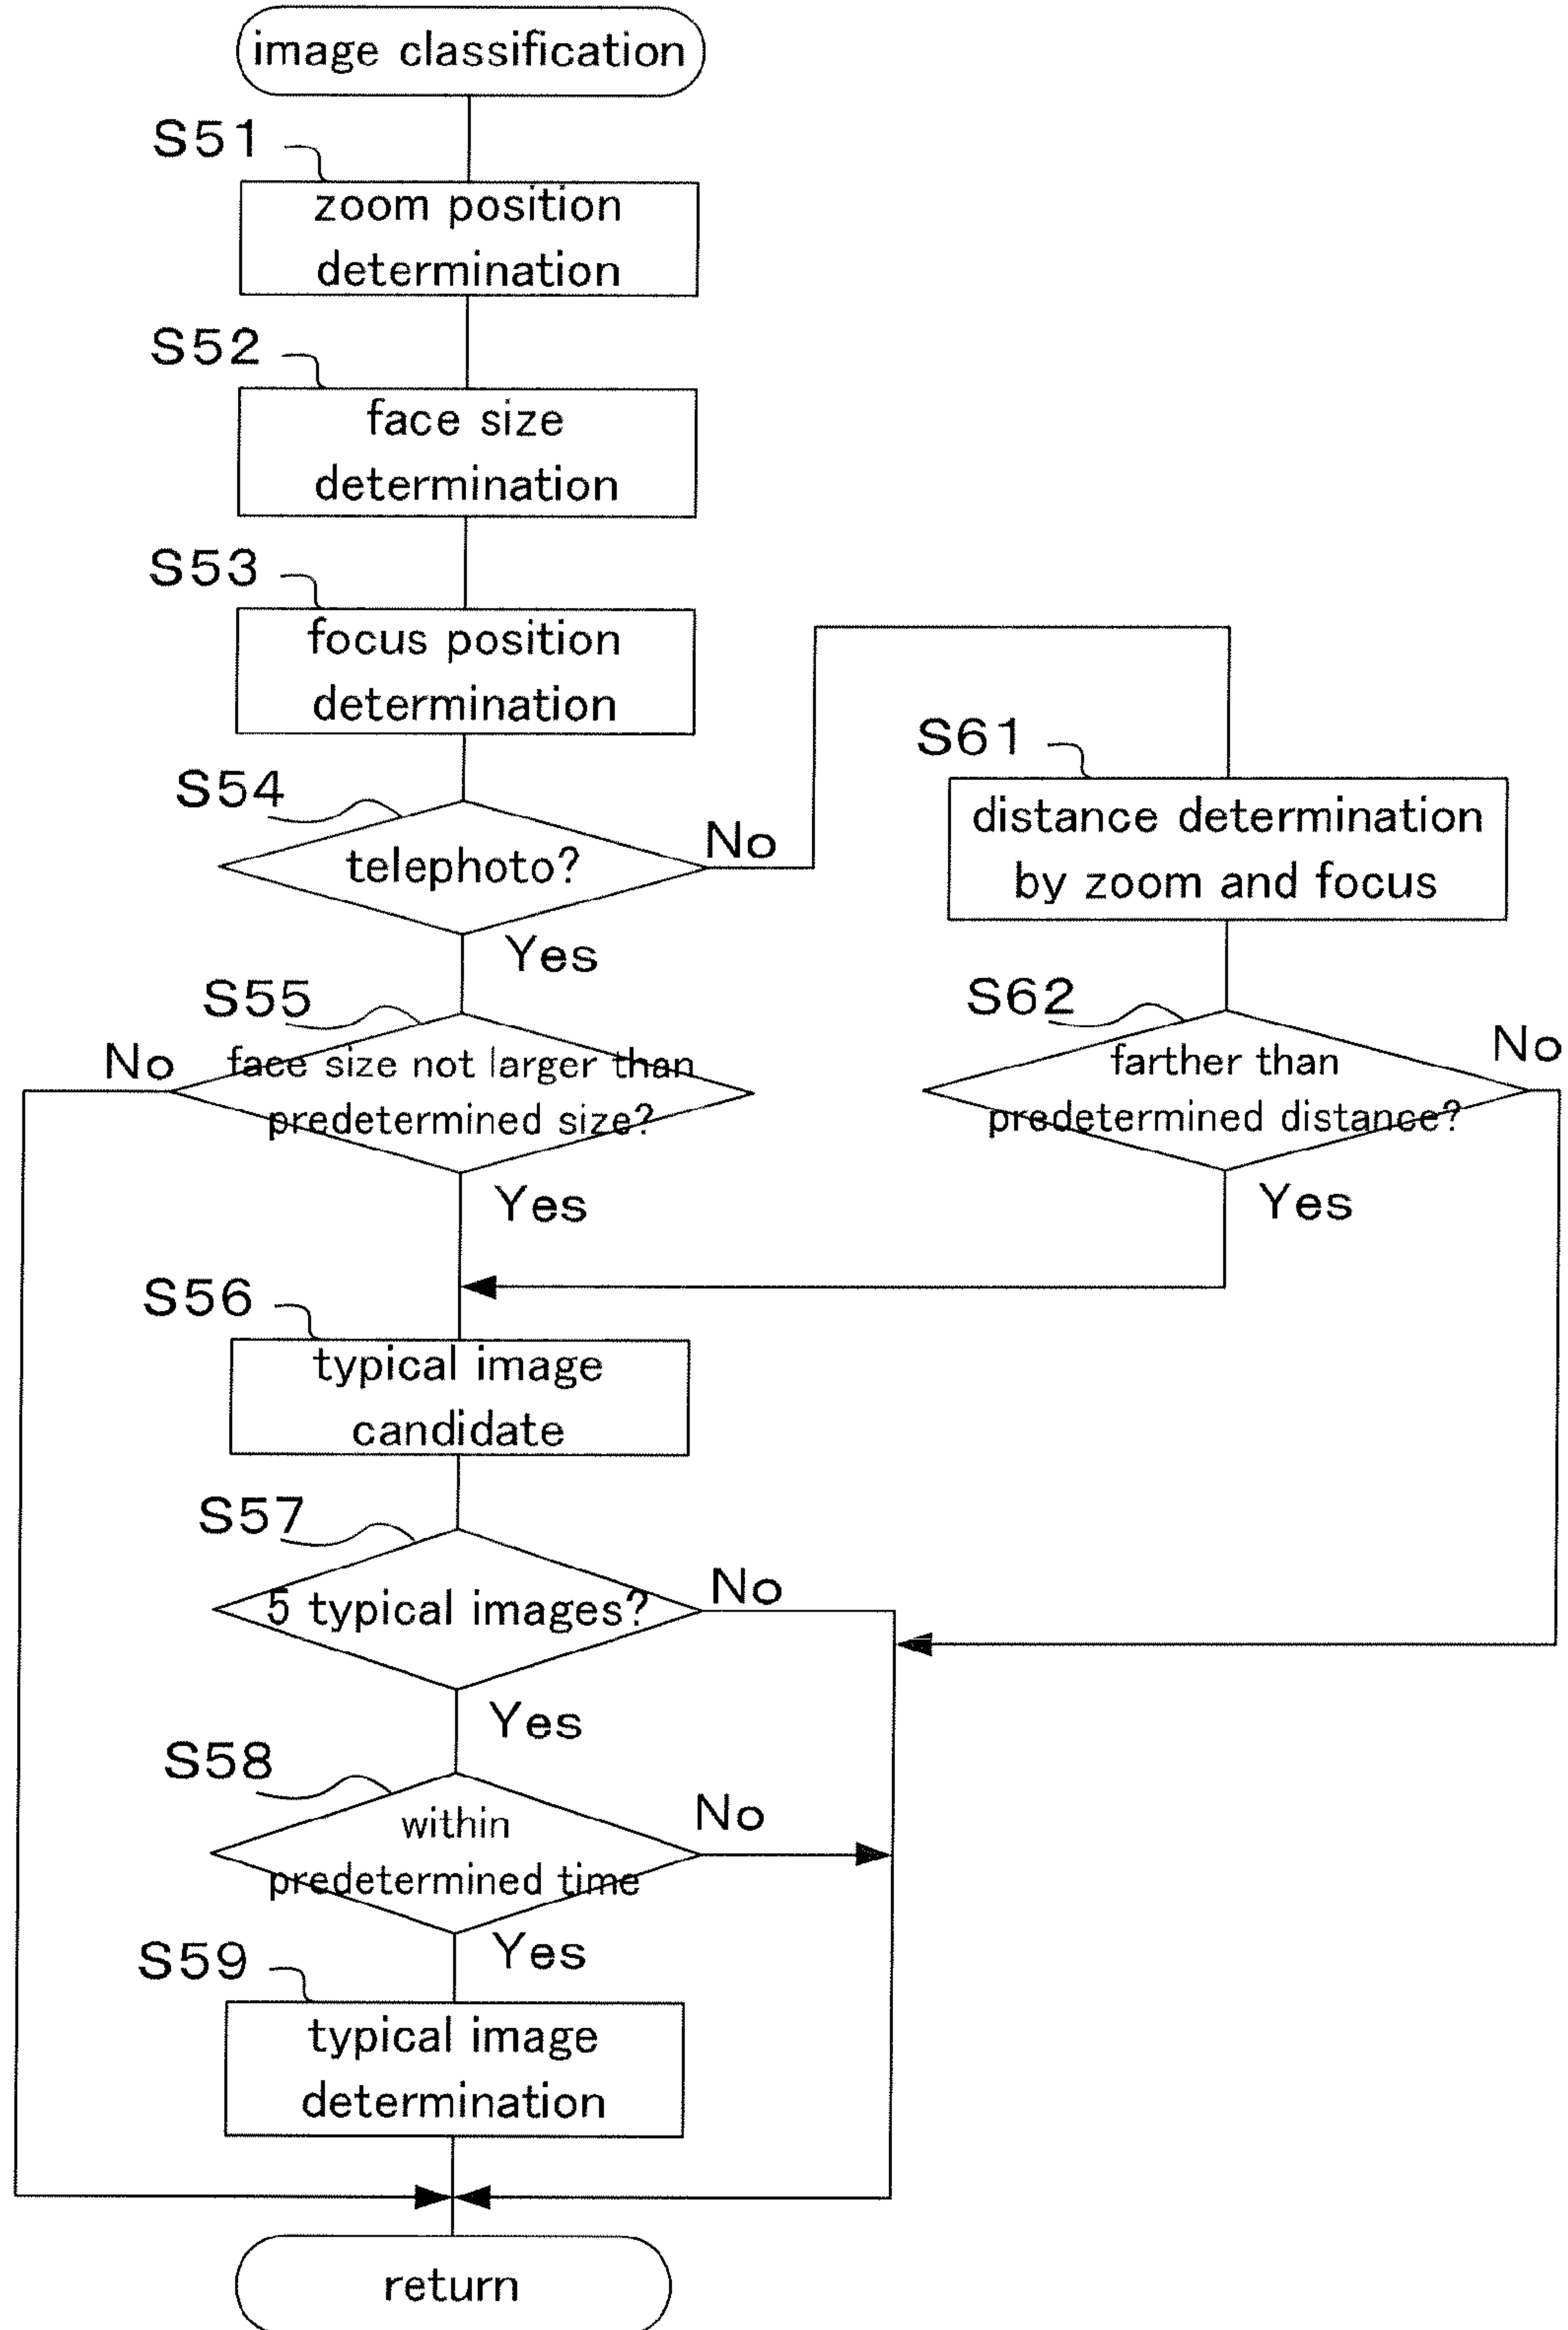 image classification
S51
zoom position
determination
S52
face size
determination
S53
focus position
determination
S54
telephoto?
No
Yes
S61
distance determination
by zoom and focus
S55
face size not larger than
predetermined size?
No
Yes
S62
farther than
predetermined distance?
No
Yes
S56
typical image
candidate
S57
5 typical images?
No
Yes
S58
within
predetermined time
No
Yes
S59
typical image
determination
return